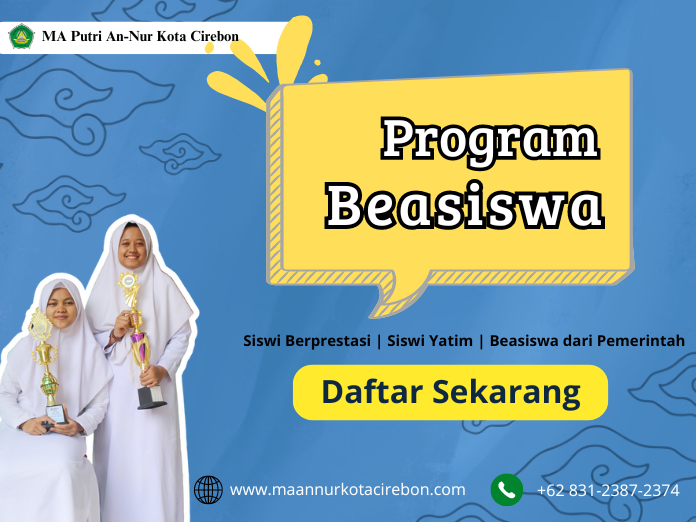 MA Putri An-Nur Kota Cirebon
Program
Beasiswa
Siswi Berprestasi | Siswi Yatim | Beasiswa dari Pemerintah
Daftar Sekarang
www.maannurkotacirebon.com
+62 831-2387-2374